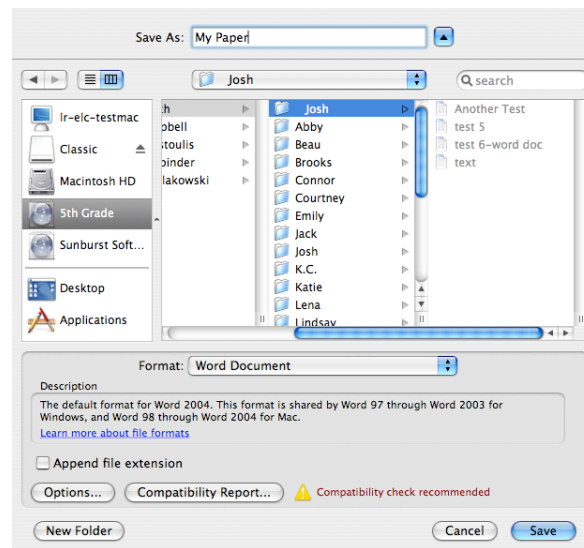 Save As: My Paper
Josh
search
lr-elc-testmac
Classic
Macintosh HD
5th Grade
Sunburst Soft...
Desktop
Applications
bell
stoulis
binder
lakowski
Josh
Abby
Beau
Brooks
Connor
Courtney
Emily
Jack
Josh
K.C.
Katie
Lena
Lindsay
Another Test
test 5
test 6-word doc
text
Format: Word Document
Description
The default format for Word 2004. This format is shared by Word 97 through Word 2003 for
Windows, and Word 98 through Word 2004 for Mac.
Learn more about file formats
Append file extension
Options... Compatibility Report... Compatibility check recommended
New Folder Cancel Save